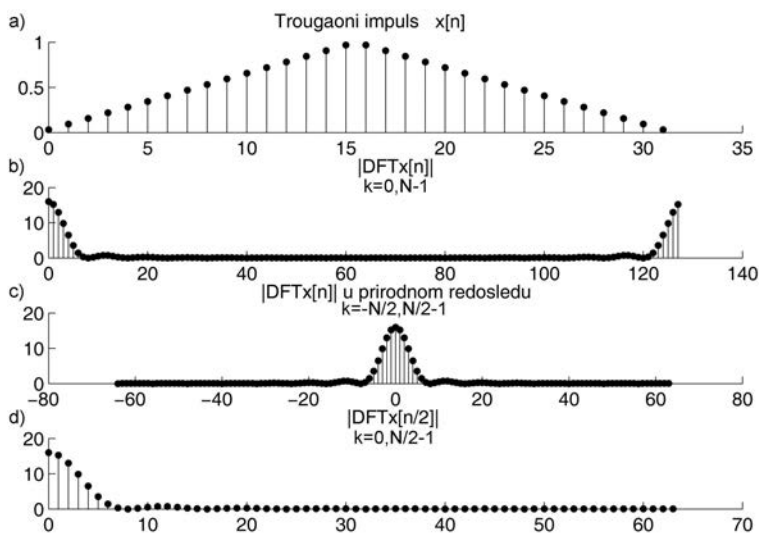 a)
Trougaoni impuls x[n]
1
0.5
0
0 5 10 15 20 25 30 35
b)
|DFTx[n]|
k=0,N-1
20
10
0
0 20 40 60 80 100 120 140
c)
|DFTx[n]| u prirodnom redosledu
k=-N/2,N/2-1
20
10
0
−80 −60 −40 −20 0 20 40 60 80
d)
|DFTx[n/2]|
k=0,N/2-1
20
10
0
0 10 20 30 40 50 60 70